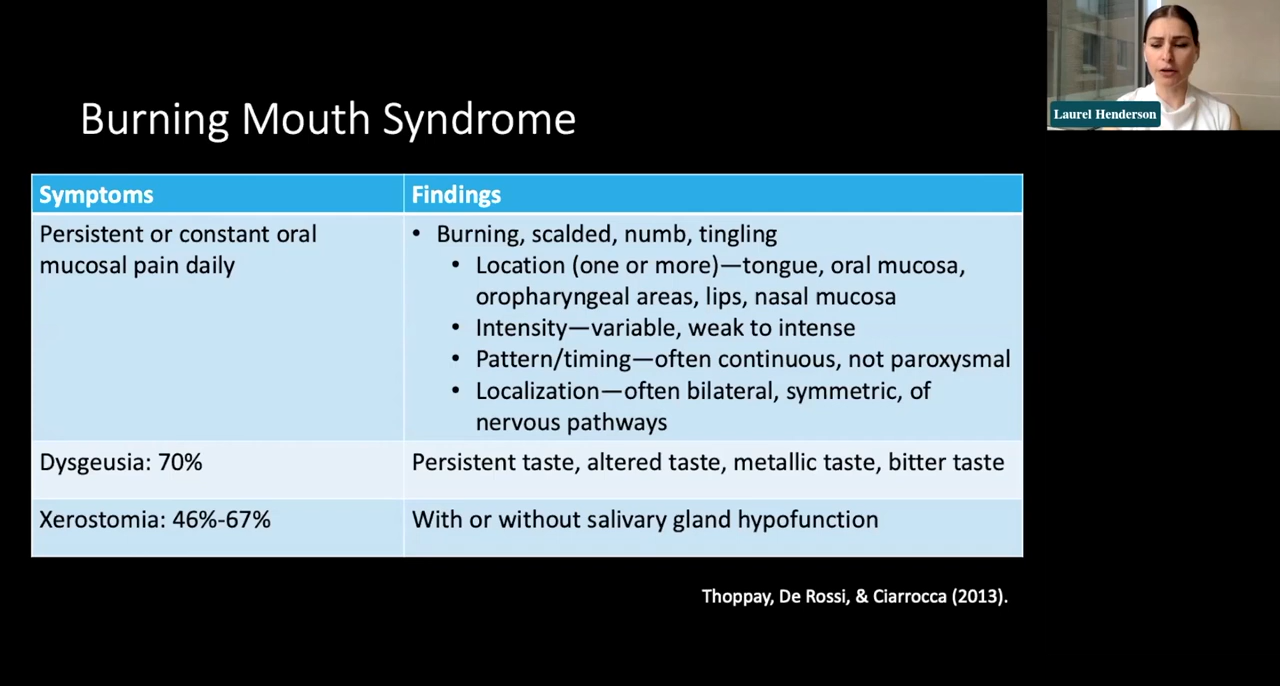 Laurel Henderson
Burning Mouth Syndrome
Symptoms
Findings
Persistent or constant oral
mucosal pain daily
• Burning, scalded, numb, tingling
• Location (one or more)—tongue, oral mucosa,
oropharyngeal areas, lips, nasal mucosa
• Intensity—variable, weak to intense
• Pattern/timing—often continuous, not paroxysmal
• Localization—often bilateral, symmetric, of
nervous pathways
Dysgeusia: 70%
Persistent taste, altered taste, metallic taste, bitter taste
Xerostomia: 46%-67%
With or without salivary gland hypofunction
Thoppay, De Rossi, & Ciarrocca (2013).